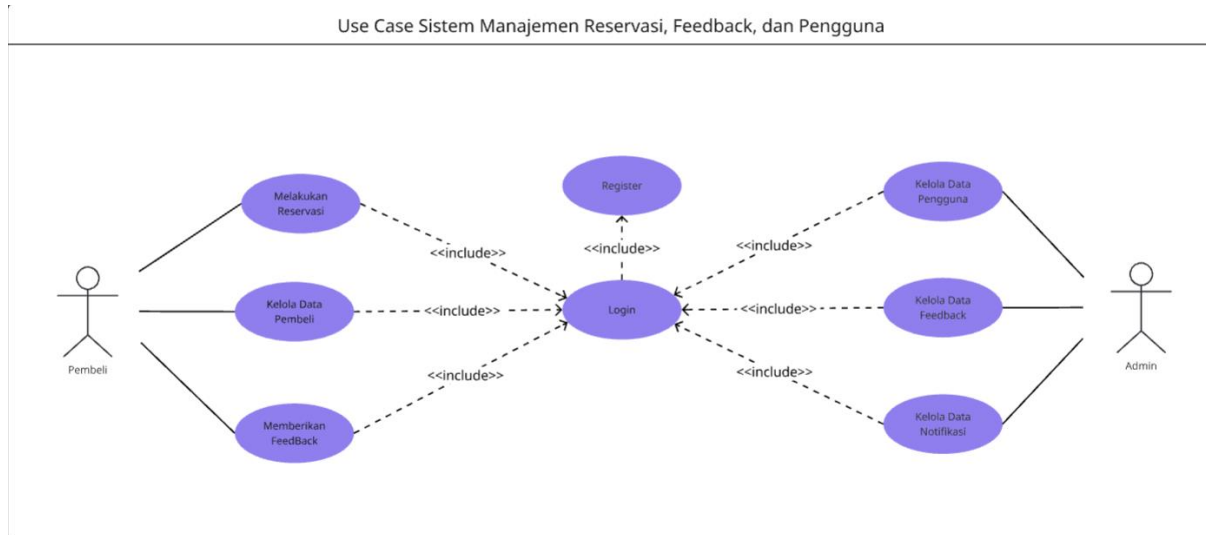 Use Case Sistem Manajemen Reservasi, Feedback, dan Pengguna
Melakukan
Reservasi
Register
Kelola Data
Pengguna
<<include>>
<<include>>
<<include>>
Kelola Data
Pembeli
<<include>>
Login
<<include>>
Kelola Data
Feedback
Pembeli
Admin
<<include>>
<<include>>
Memberikan
FeedBack
Kelola Data
Notifikasi